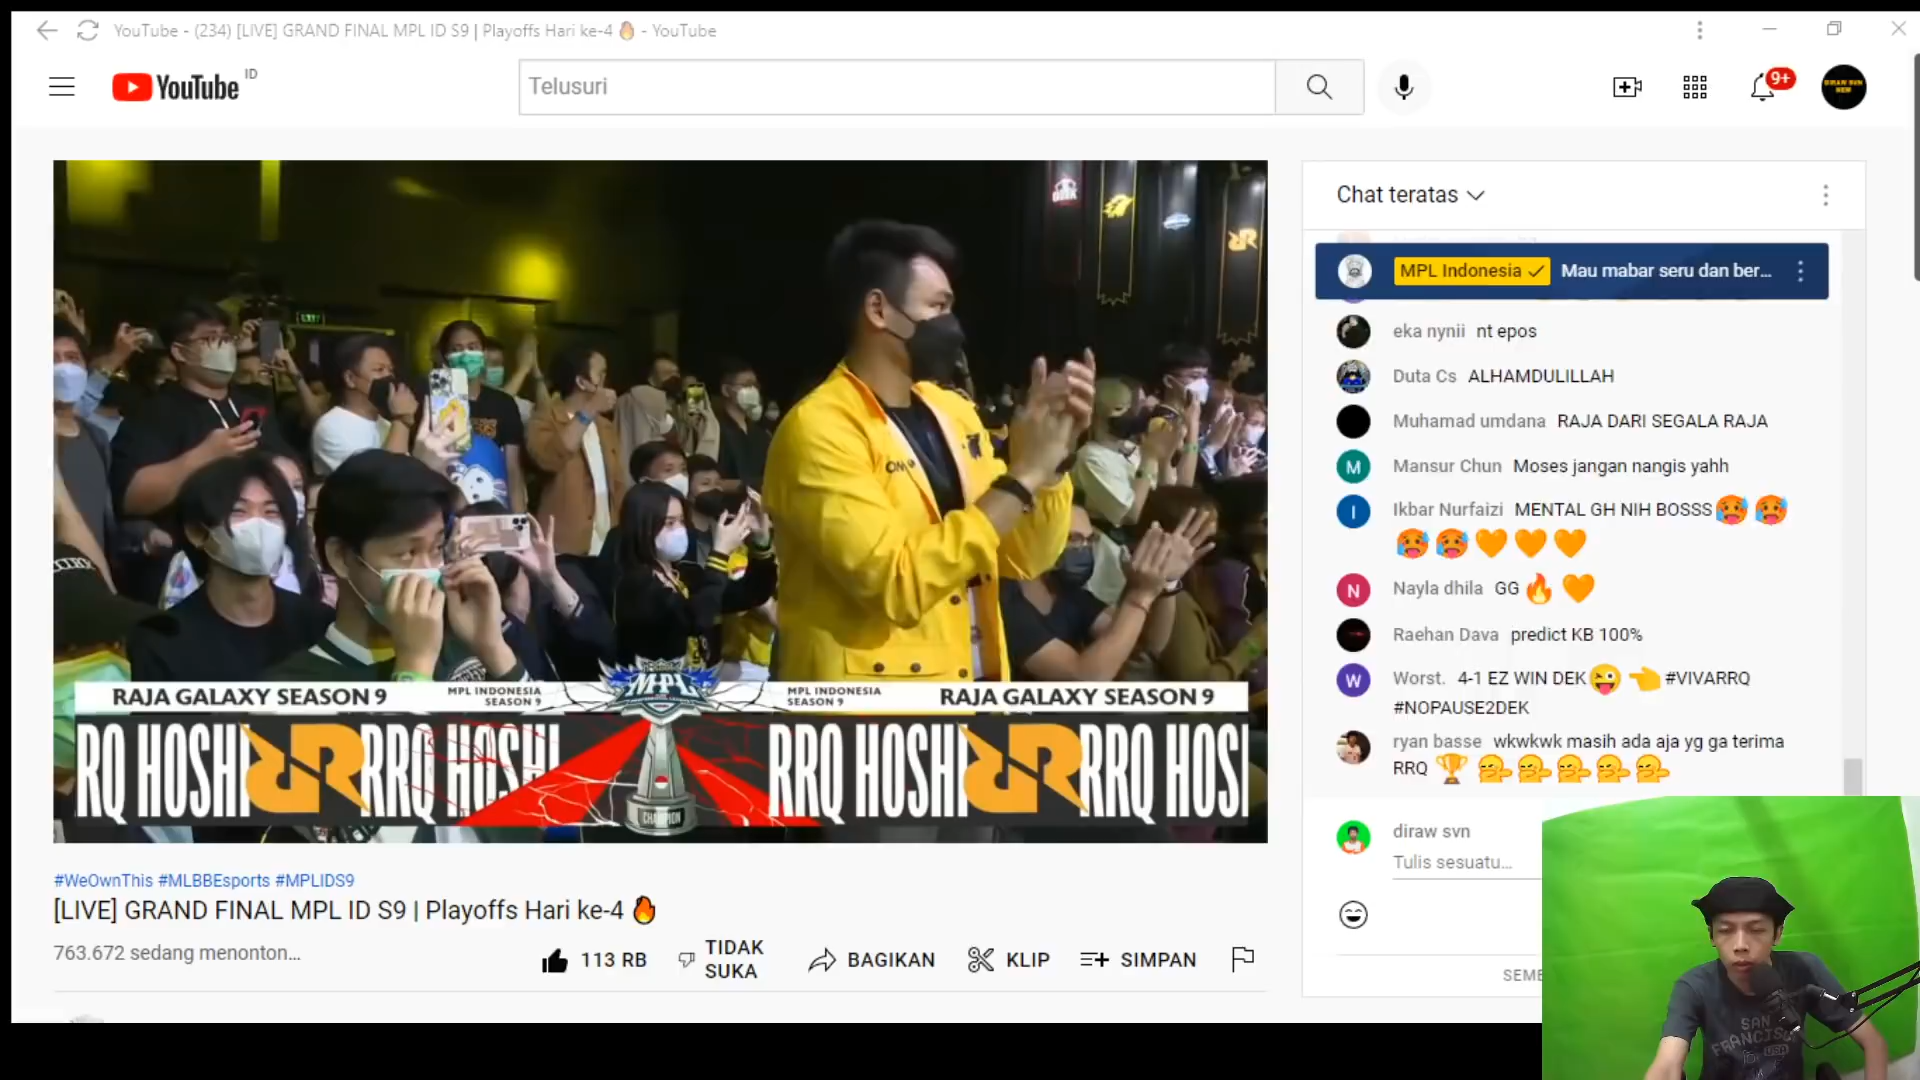 YouTube - (234) [LIVE] GRAND FINAL MPL ID S9 | Playoffs Hari ke-4 🔥 - YouTube
YouTube ID
Telusuri
9+
RAJA GALAXY SEASON 9
MPL INDONESIA
SEASON 9
MPL
MPL INDONESIA
SEASON 9
RAJA GALAXY SEASON 9
RQ HOSHI
RRQ HOSHI
RRQ HOSHI
RRQ HOSI
CHAMPION
#WeOwnThis #MLBBEsports #MPLIDS9
[LIVE] GRAND FINAL MPL ID S9 | Playoffs Hari ke-4 🔥
763.672 sedang menonton...
113 RB
TIDAK
SUKA
BAGIKAN
KLIP
SIMPAN
Chat teratas
MPL Indonesia ✓ Mau mabar seru dan ber...
eka nynii nt epos
Duta Cs ALHAMDULILLAH
Muhamad umdana RAJA DARI SEGALA RAJA
M Mansur Chun Moses jangan nangis yahh
I Ikbar Nurfaizi MENTAL GH NIH BOSSS🥵🥵
🥵🥵🧡🧡🧡
N Nayla dhila GG🔥🧡
Raehan Dava predict KB 100%
W Worst. 4-1 EZ WIN DEK😜👈#VIVARRQ
#NOPAUSE2DEK
ryan basse wkwkwk masih ada aja yg ga terima
RRQ 🏆
diraw svn
Tulis sesuatu...
SEME
SAN
FRANCISC
USA